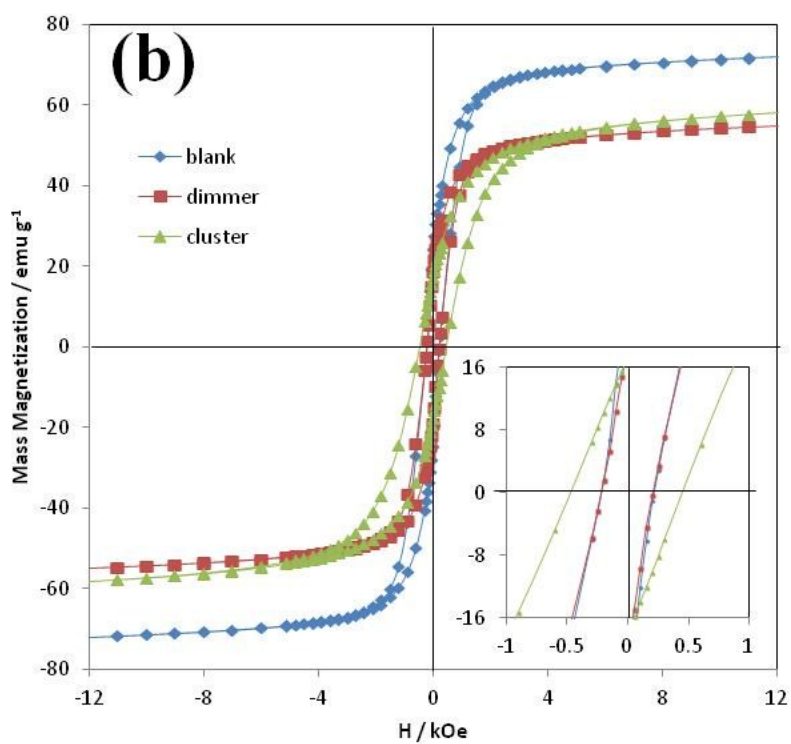 (b)
80
60
40
20
0
-20
-40
-60
-80
Mass Magnetization / emu g⁻¹
blank
dimmer
cluster
16
8
0
-8
-16
-1 -0.5 0 0.5 1
-12 -8 -4 0 4 8 12
H / kOe